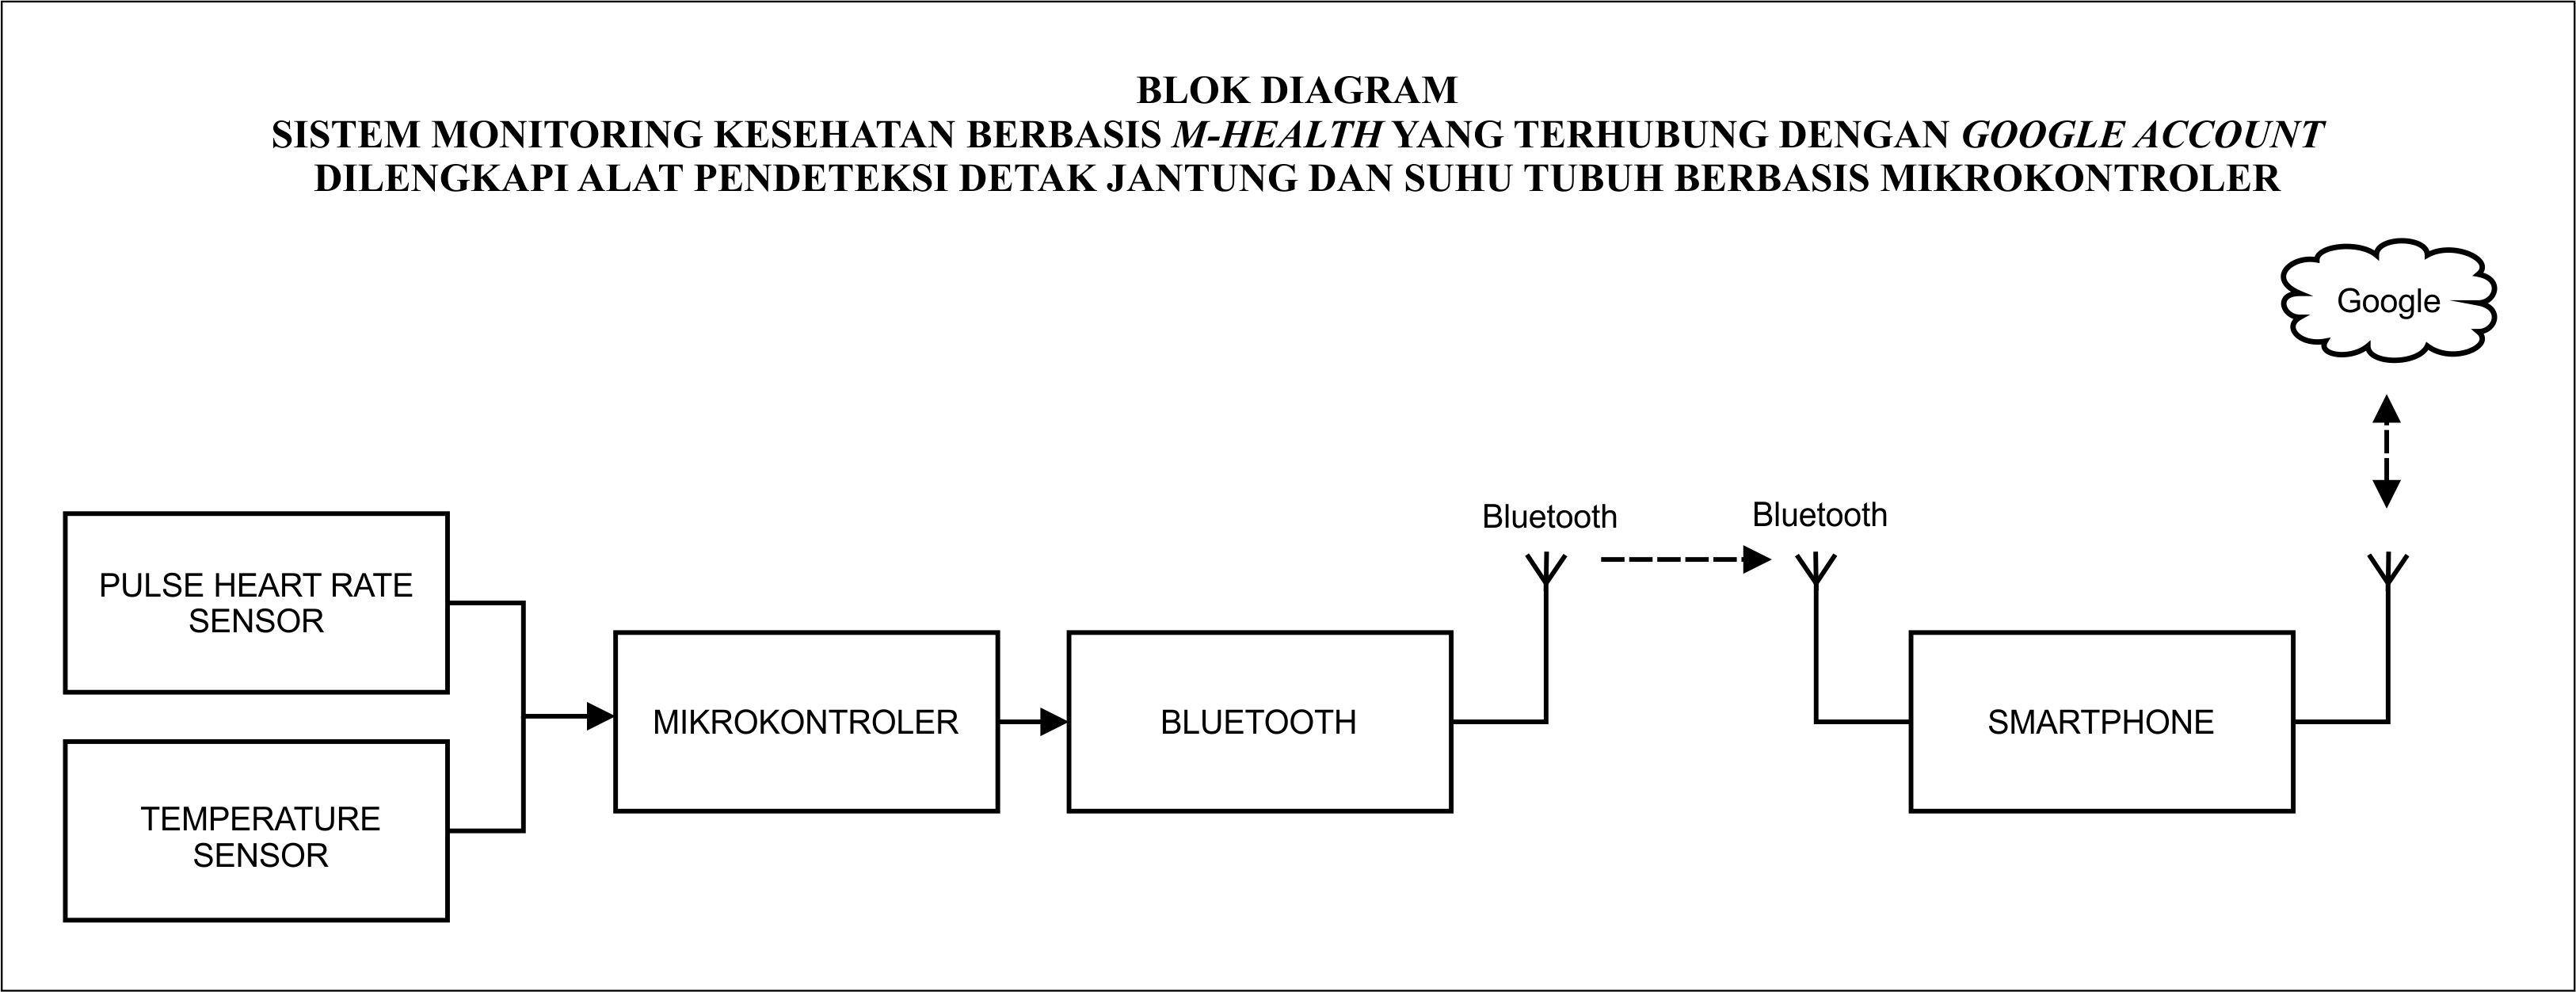 BLOK DIAGRAM
SISTEM MONITORING KESEHATAN BERBASIS M-HEALTH YANG TERHUBUNG DENGAN GOOGLE ACCOUNT
DILENGKAPI ALAT PENDETEKSI DETAK JANTUNG DAN SUHU TUBUH BERBASIS MIKROKONTROLER
Google
Bluetooth
Bluetooth
PULSE HEART RATE
SENSOR
MIKROKONTROLER
BLUETOOTH
SMARTPHONE
TEMPERATURE
SENSOR